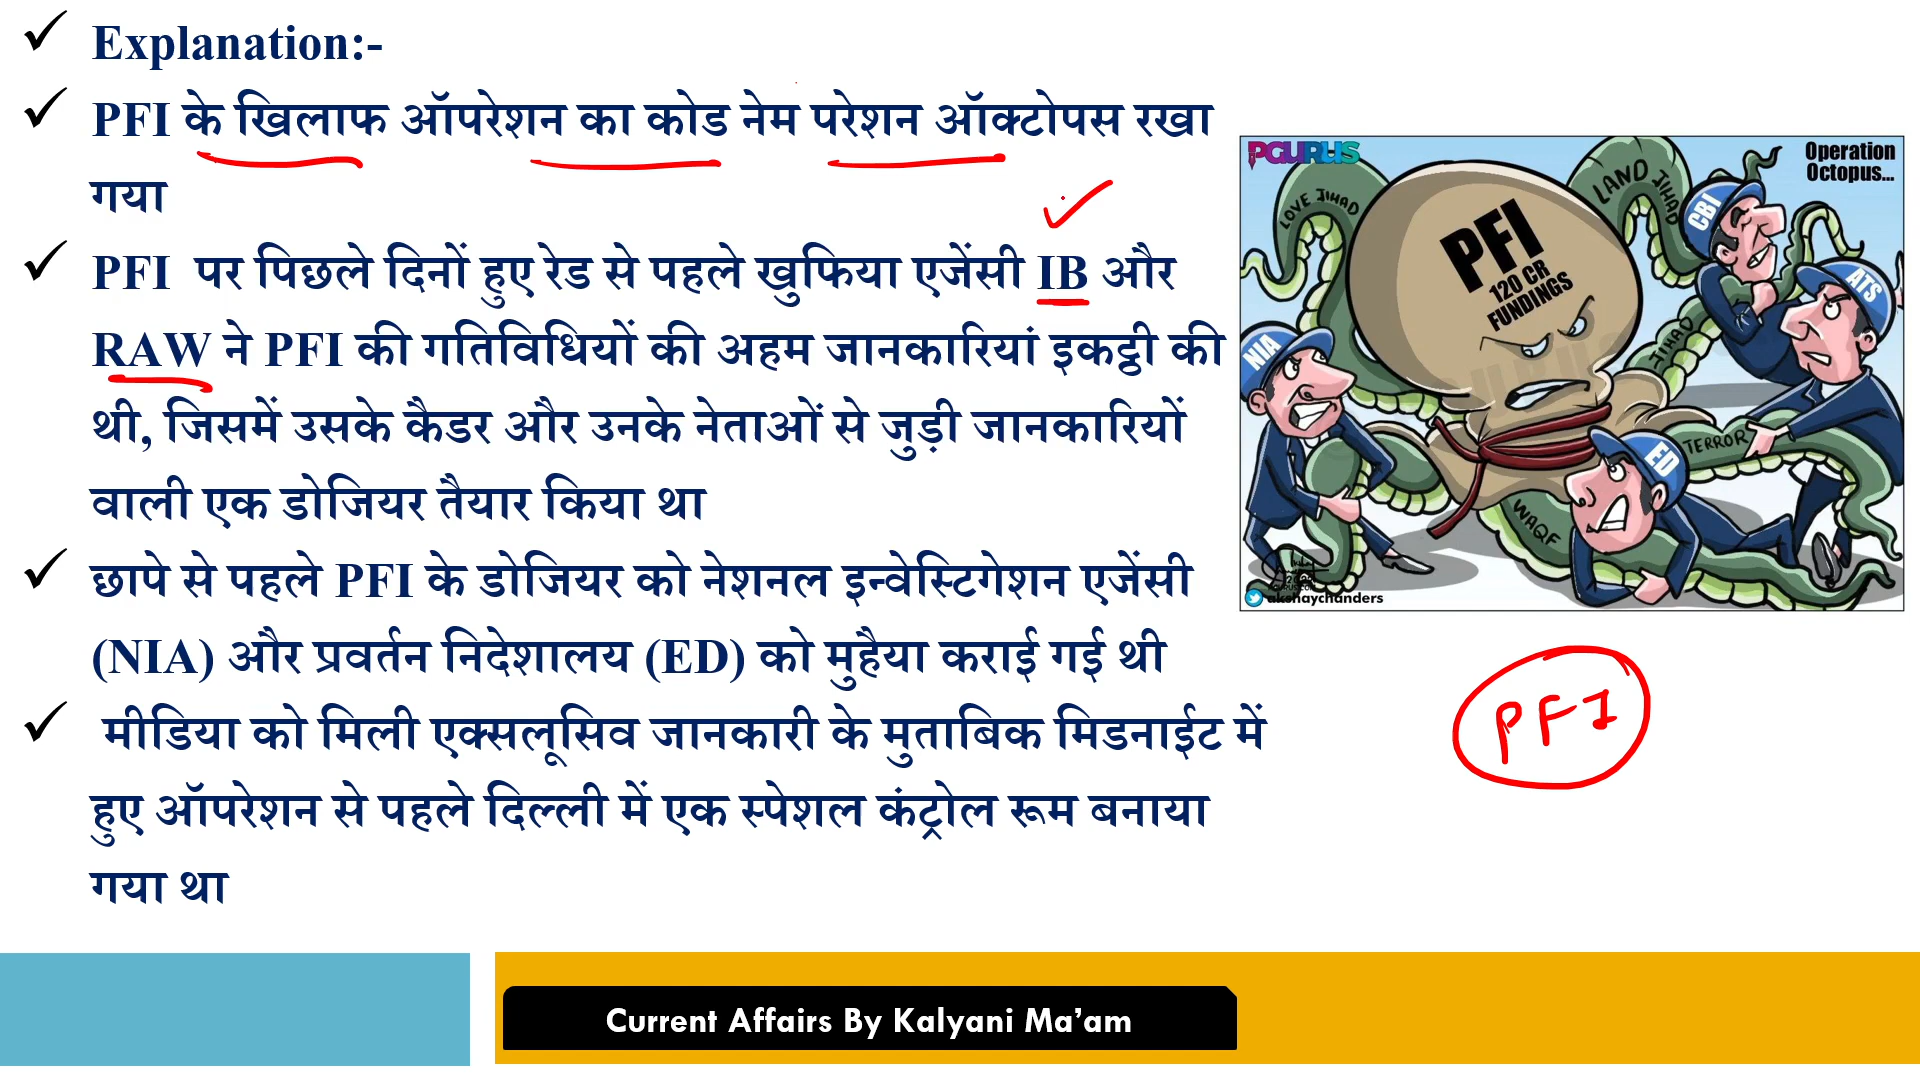 Explanation:-
PFI के खिलाफ ऑपरेशन का कोड नेम परेशन ऑक्टोपस रखा
गया
PFI पर पिछले दिनों हुए रेड से पहले खुफिया एजेंसी IB और
RAW ने PFI की गतिविधियों की अहम जानकारियां इकट्ठी की
थी, जिसमें उसके कैडर और उनके नेताओं से जुड़ी जानकारियों
वाली एक डोजियर तैयार किया था
छापे से पहले PFI के डोजियर को नेशनल इन्वेस्टिगेशन एजेंसी
(NIA) और प्रवर्तन निदेशालय (ED) को मुहैया कराई गई थी
मीडिया को मिली एक्सलूसिव जानकारी के मुताबिक मिडनाईट में
हुए ऑपरेशन से पहले दिल्ली में एक स्पेशल कंट्रोल रूम बनाया
गया था
PGURUS
Operation
Octopus...
LOVE JIHAD
LAND JIHAD
CBI
ATS
PFI
120 CR
FUNDINGS
NIA
JIHAD
TERROR
ED
WAQF
akshaychanders
PFI
Current Affairs By Kalyani Ma’am